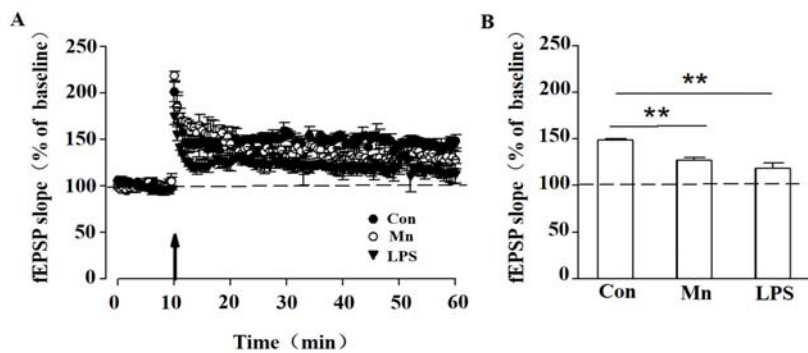 A
fEPSP slope（% of baseline）
250
200
150
100
50
0
Con
Mn
LPS
0 10 20 30 40 50 60
Time（min）
B
fEPSP slope（% of baseline）
250
200
150
100
50
0
**
**
Con Mn LPS